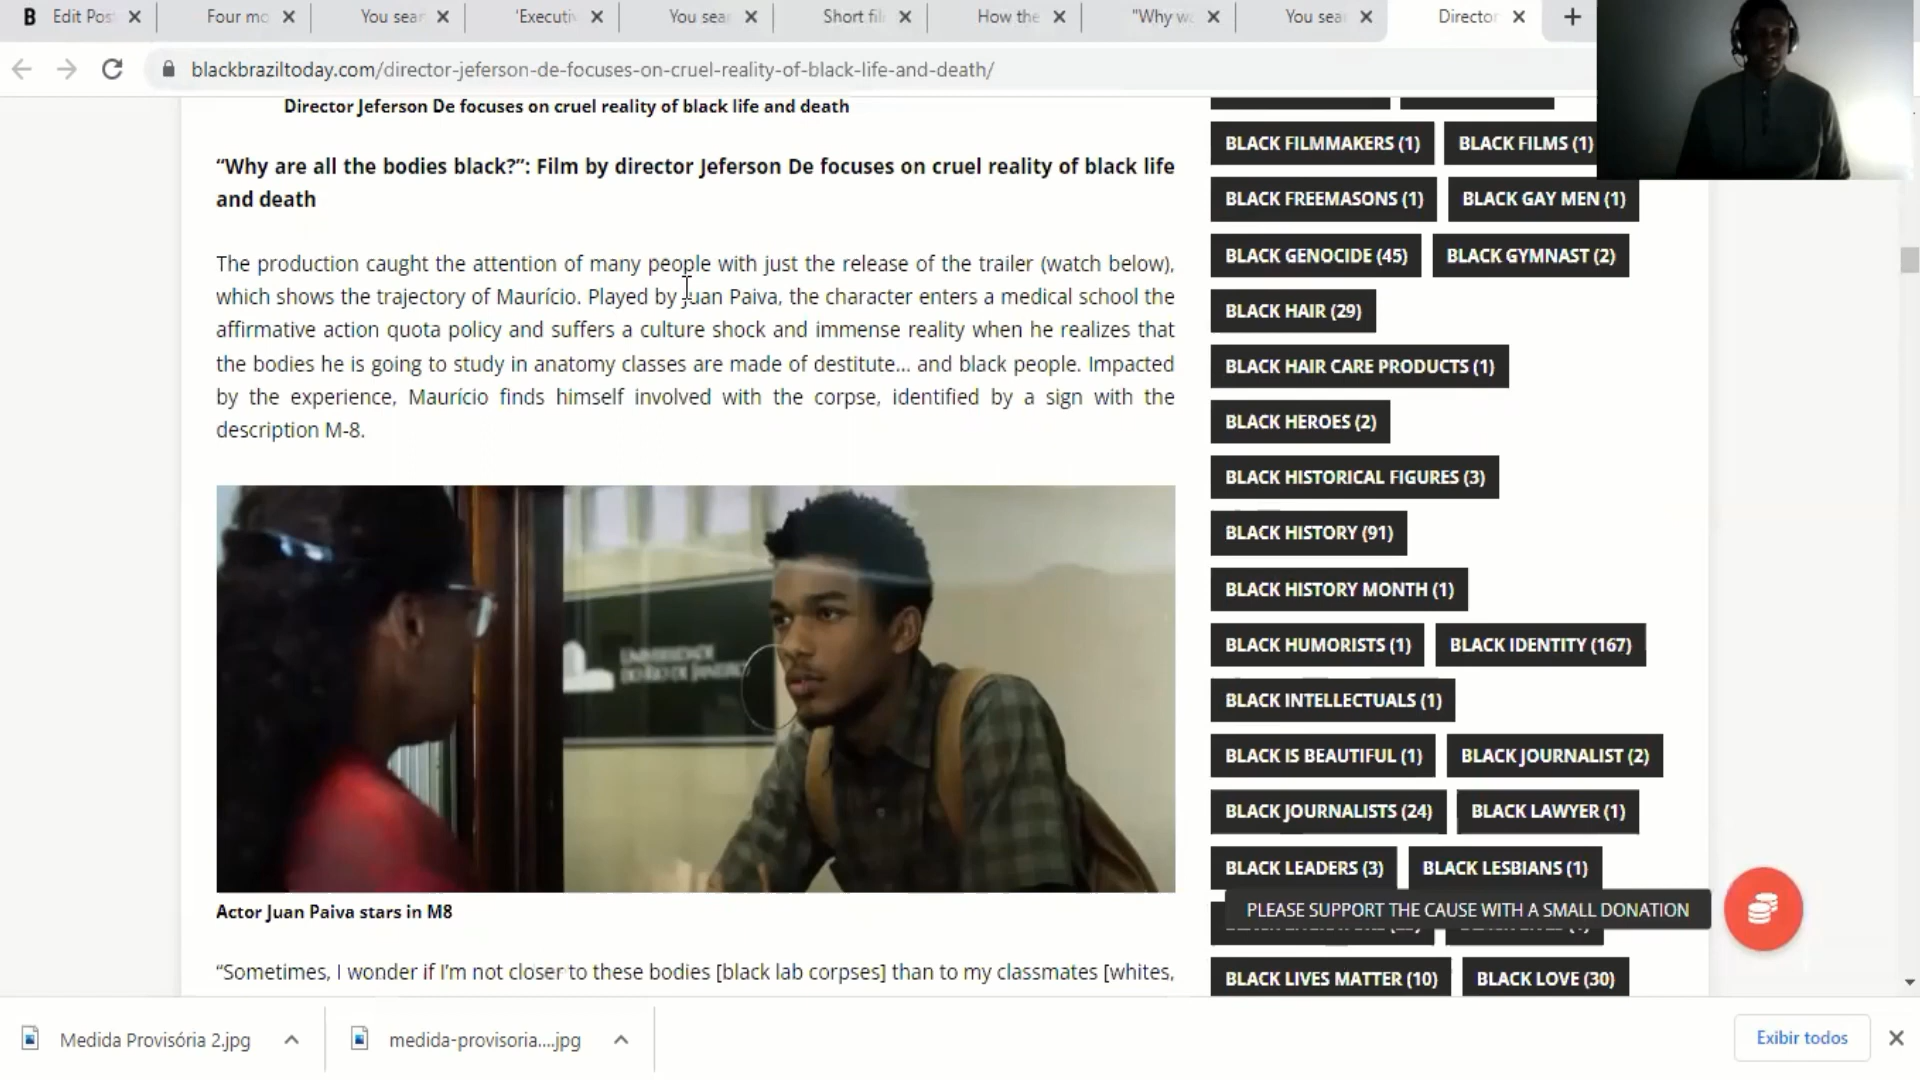 B Edit Pos
Four mo
You sear
'Executiv
You sea
Short fil
How the
"Why w
You sea
Director
blackbraziltoday.com/director-jeferson-de-focuses-on-cruel-reality-of-black-life-and-death/
Director Jeferson De focuses on cruel reality of black life and death
“Why are all the bodies black?”: Film by director Jeferson De focuses on cruel reality of black life
and death
The production caught the attention of many people with just the release of the trailer (watch below),
which shows the trajectory of Maurício. Played by Juan Paiva, the character enters a medical school the
affirmative action quota policy and suffers a culture shock and immense reality when he realizes that
the bodies he is going to study in anatomy classes are made of destitute... and black people. Impacted
by the experience, Maurício finds himself involved with the corpse, identified by a sign with the
description M-8.
UNIVERSIDADE
DO RIO DE JANEIRO
Actor Juan Paiva stars in M8
“Sometimes, I wonder if I’m not closer to these bodies [black lab corpses] than to my classmates [whites,
BLACK FILMMAKERS (1) BLACK FILMS (1)
BLACK FREEMASONS (1) BLACK GAY MEN (1)
BLACK GENOCIDE (45) BLACK GYMNAST (2)
BLACK HAIR (29)
BLACK HAIR CARE PRODUCTS (1)
BLACK HEROES (2)
BLACK HISTORICAL FIGURES (3)
BLACK HISTORY (91)
BLACK HISTORY MONTH (1)
BLACK HUMORISTS (1) BLACK IDENTITY (167)
BLACK INTELLECTUALS (1)
BLACK IS BEAUTIFUL (1) BLACK JOURNALIST (2)
BLACK JOURNALISTS (24) BLACK LAWYER (1)
BLACK LEADERS (3) BLACK LESBIANS (1)
PLEASE SUPPORT THE CAUSE WITH A SMALL DONATION
BLACK LIVES MATTER (10) BLACK LOVE (30)
Medida Provisória 2.jpg
medida-provisoria....jpg
Exibir todos